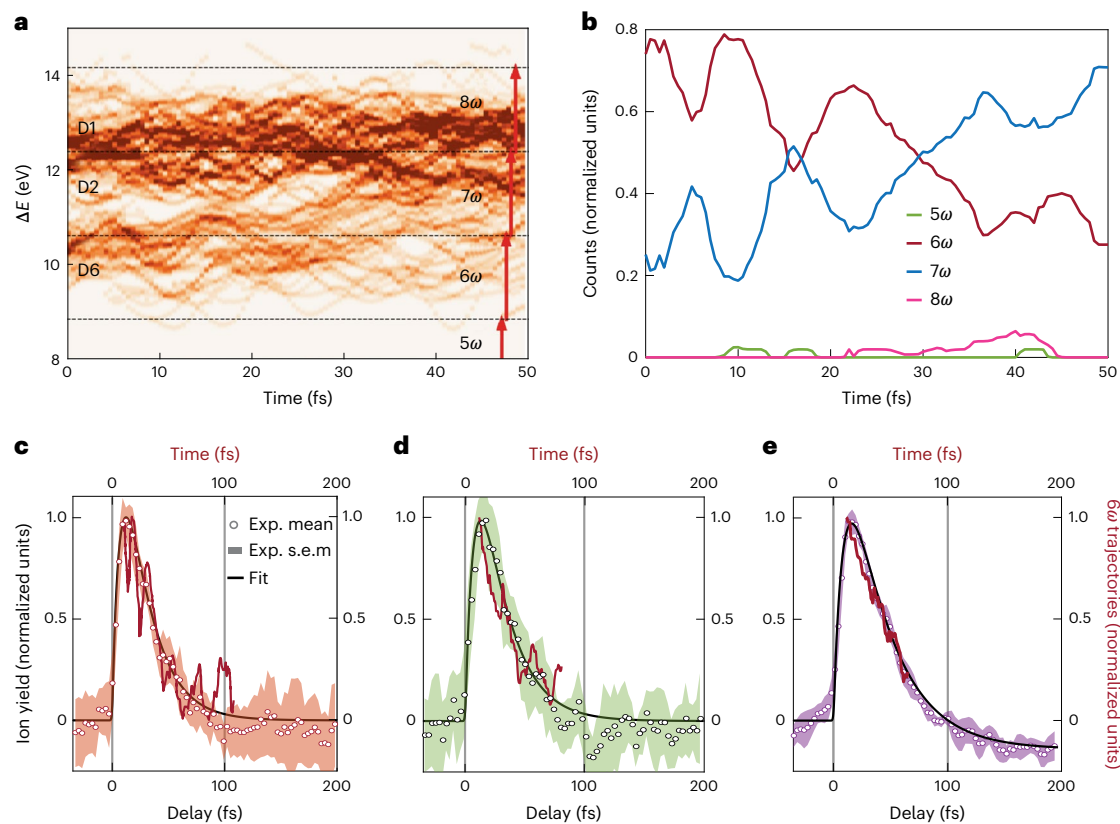 a
14
12
10
8
ΔE (eV)
D1
D2
D6
8ω
7ω
6ω
5ω
0
10
20
30
40
50
Time (fs)
b
0.8
0.6
0.4
0.2
0
Counts (normalized units)
5ω
6ω
7ω
8ω
0
10
20
30
40
50
Time (fs)
c
Time (fs)
0
100
200
1.0
0.5
0
Ion yield (normalized units)
Exp. mean
Exp. s.e.m
Fit
1.0
0.5
0
0
100
200
Delay (fs)
d
Time (fs)
0
100
200
1.0
0.5
0
1.0
0.5
0
0
100
200
Delay (fs)
e
Time (fs)
0
100
200
1.0
0.5
0
1.0
0.5
0
6ω trajectories (normalized units)
0
100
200
Delay (fs)